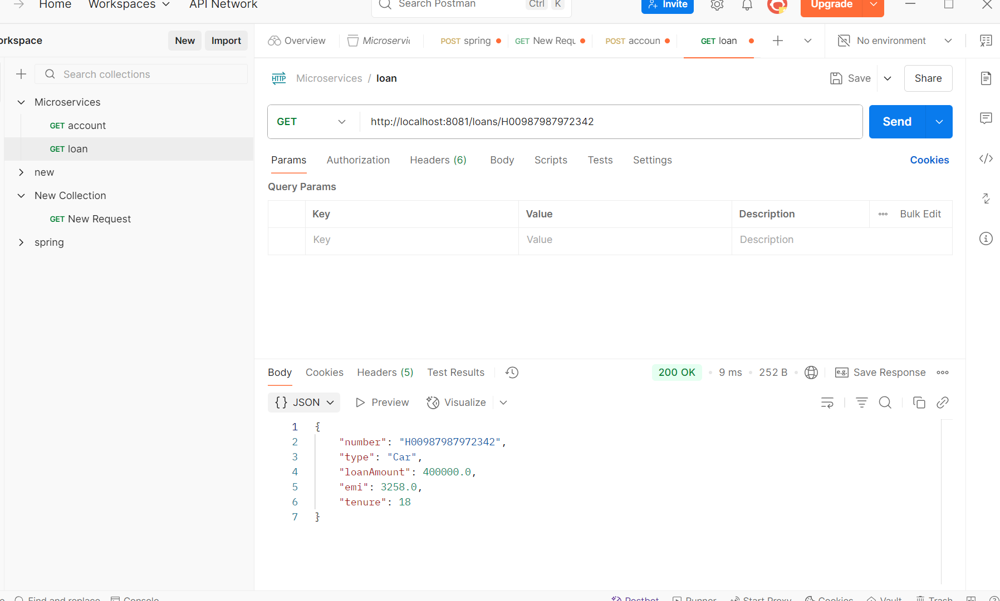 Home Workspaces API Network Search Postman Ctrl K Invite Upgrade
orkspace New Import Overview Microservic POST spring GET New Requ POST accoun GET loan No environment
Search collections HTTP Microservices / loan Save Share
Microservices
GET account GET http://localhost:8081/loans/H00987987972342 Send
GET loan
new Params Authorization Headers (6) Body Scripts Tests Settings Cookies
New Collection Query Params
GET New Request Key Value Description Bulk Edit
spring Key Value Description
Body Cookies Headers (5) Test Results 200 OK 9 ms 252 B e.g. Save Response
{} JSON Preview Visualize
1 {
2 "number": "H00987987972342",
3 "type": "Car",
4 "loanAmount": 400000.0,
5 "emi": 3258.0,
6 "tenure": 18
7 }
Find and replace Console Postbot Runner Start Proxy Cookies Vault Trash